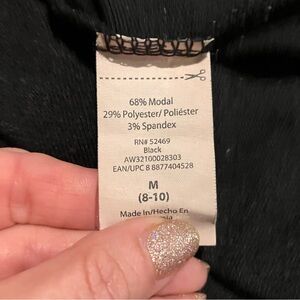 68% Modal
29% Polyester/ Poliéster
3% Spandex
RN# 52469
Black
AW32100028303
EAN/UPC 8 8877404528
M
(8-10)
Made In/Hecho En